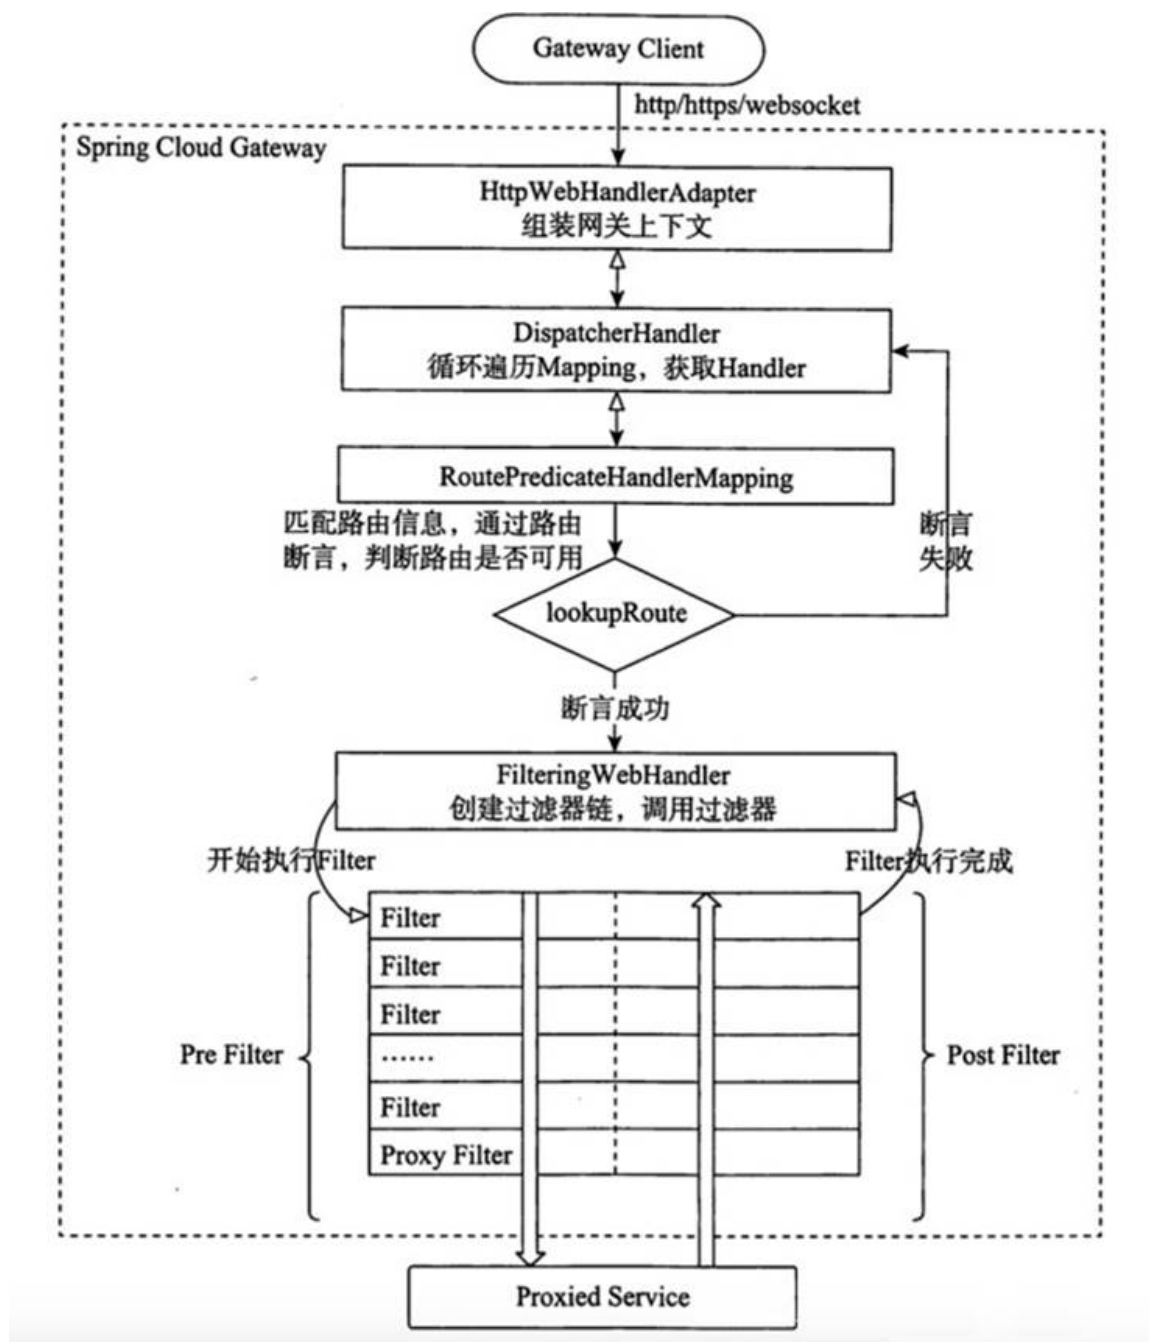 Gateway Client
http/https/websocket
Spring Cloud Gateway
HttpWebHandlerAdapter
组装网关上下文
DispatcherHandler
循环遍历Mapping，获取Handler
RoutePredicateHandlerMapping
匹配路由信息，通过路由
断言，判断路由是否可用
断言
失败
lookupRoute
断言成功
FilteringWebHandler
创建过滤器链，调用过滤器
开始执行Filter
Filter执行完成
Filter
Filter
Filter
Pre Filter
……
Post Filter
Filter
Proxy Filter
Proxied Service